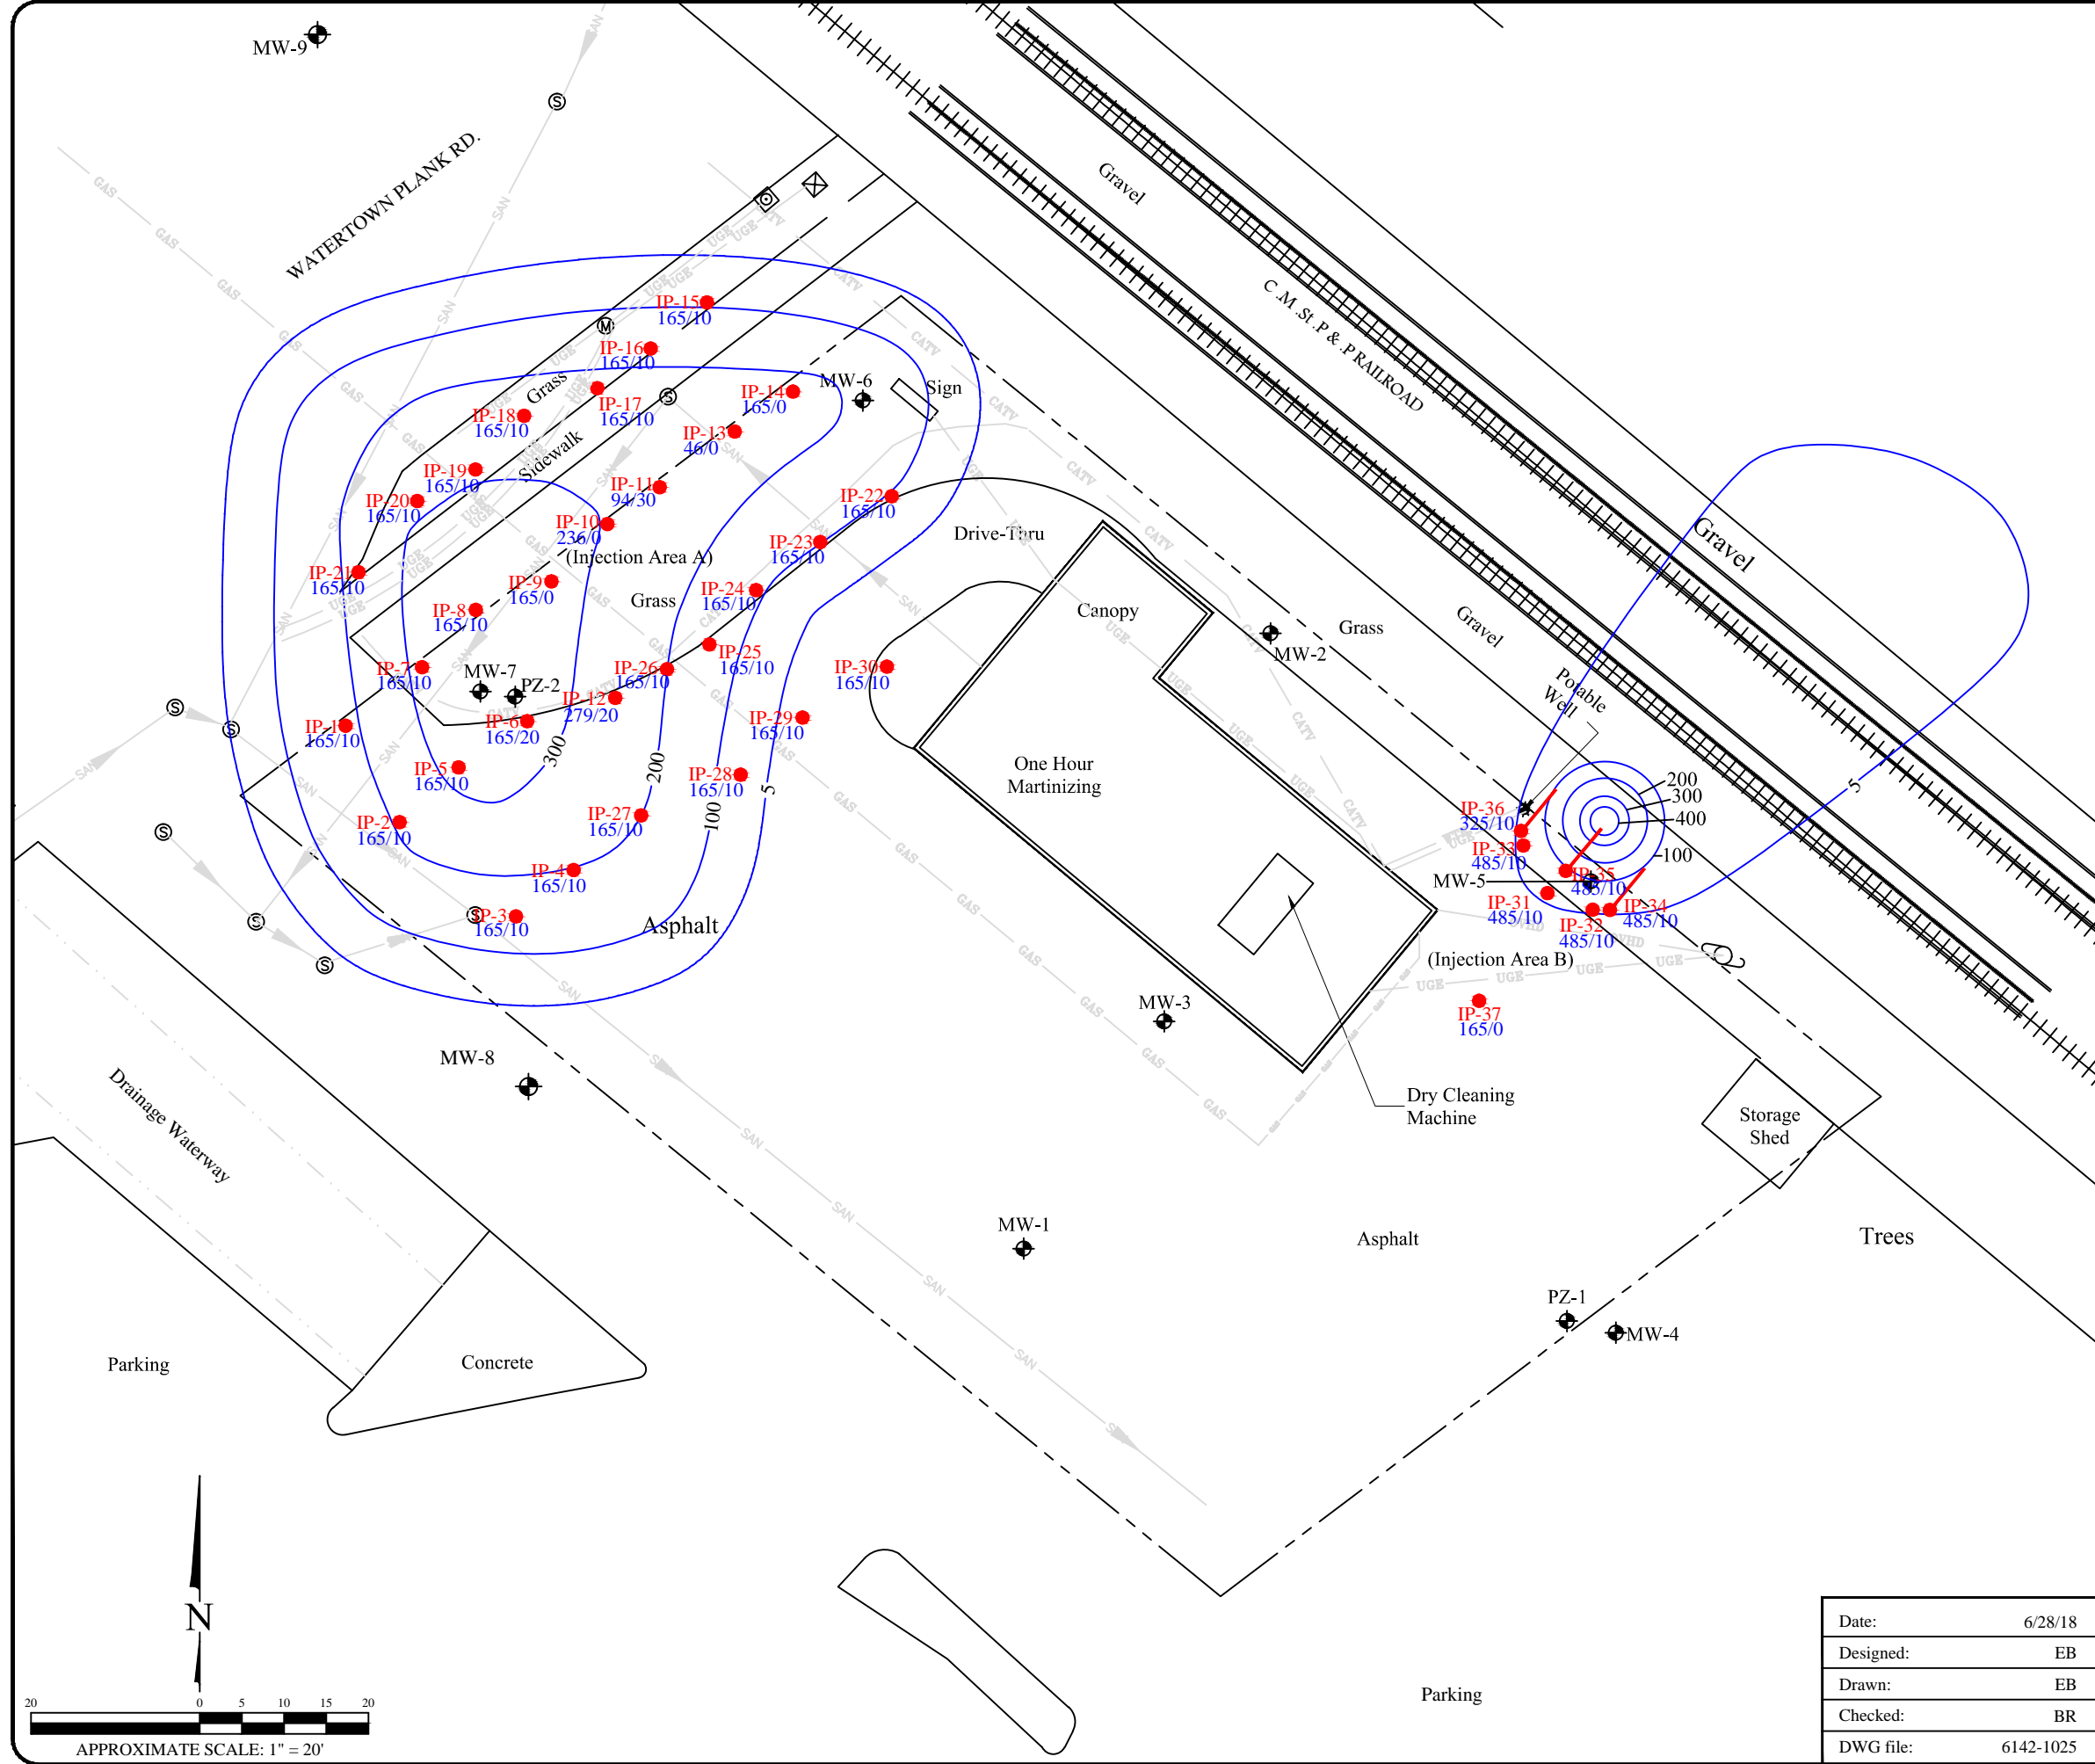 MW-9
WATERTOWN PLANK RD.
Gravel
C.M.St.P & .P RAILROAD
IP-15
165/10
IP-16
165/10
Grass
IP-17
165/10
IP-18
165/10
Sidewalk
IP-14
165/0
MW-6
Sign
IP-13
46/0
IP-19
165/10
IP-20
165/10
IP-11
94/30
IP-10
236/0
(Injection Area A)
IP-22
165/10
IP-23
165/10
Drive-Thru
Gravel
IP-21
165/10
IP-9
165/0
IP-8
165/10
Grass
IP-24
165/10
Canopy
Grass
Gravel
MW-2
IP-25
165/10
IP-26
165/10
IP-7
165/10
MW-7
PZ-2
IP-12
279/20
IP-30
165/10
IP-29
165/10
Potable
Well
IP-1
165/10
IP-6
165/20
300
200
100
5
IP-5
165/10
IP-28
165/10
One Hour
Martinizing
IP-2
165/10
IP-27
165/10
IP-4
165/10
IP-3
165/10
Asphalt
200
300
400
100
5
IP-36
325/10
IP-33
485/10
IP-35
485/10
MW-5
IP-31
485/10
IP-34
485/10
IP-32
485/10
(Injection Area B)
IP-37
165/0
MW-3
MW-8
Dry Cleaning
Machine
Storage
Shed
Drainage Waterway
MW-1
Asphalt
Trees
PZ-1
MW-4
Parking
Concrete
Parking
N
20 0 5 10 15 20
APPROXIMATE SCALE: 1" = 20'
Date: 6/28/18
Designed: EB
Drawn: EB
Checked: BR
DWG file: 6142-1025
GAS
SAN
UGE
CATV
OVHD
S
M